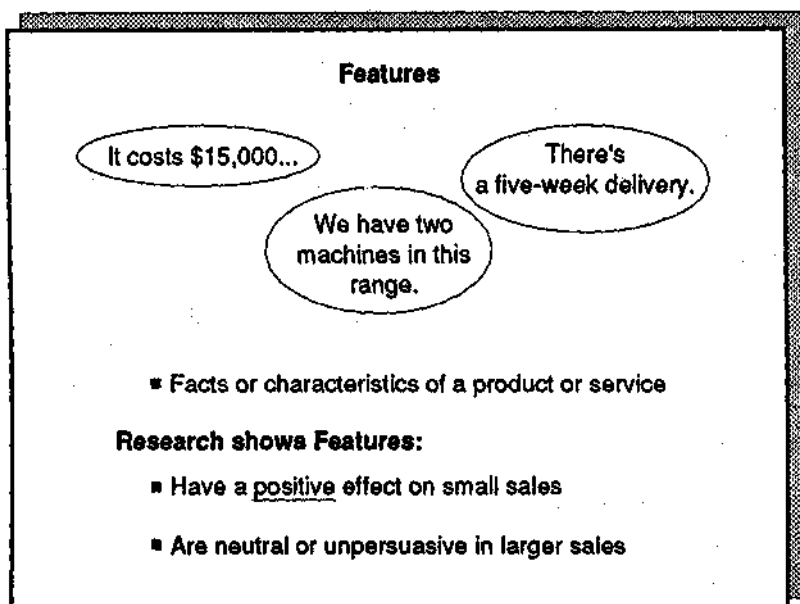 Features
It costs $15,000...
There's
a five-week delivery.
We have two
machines in this
range.
▪ Facts or characteristics of a product or service
Research shows Features:
▪ Have a positive effect on small sales
▪ Are neutral or unpersuasive in larger sales